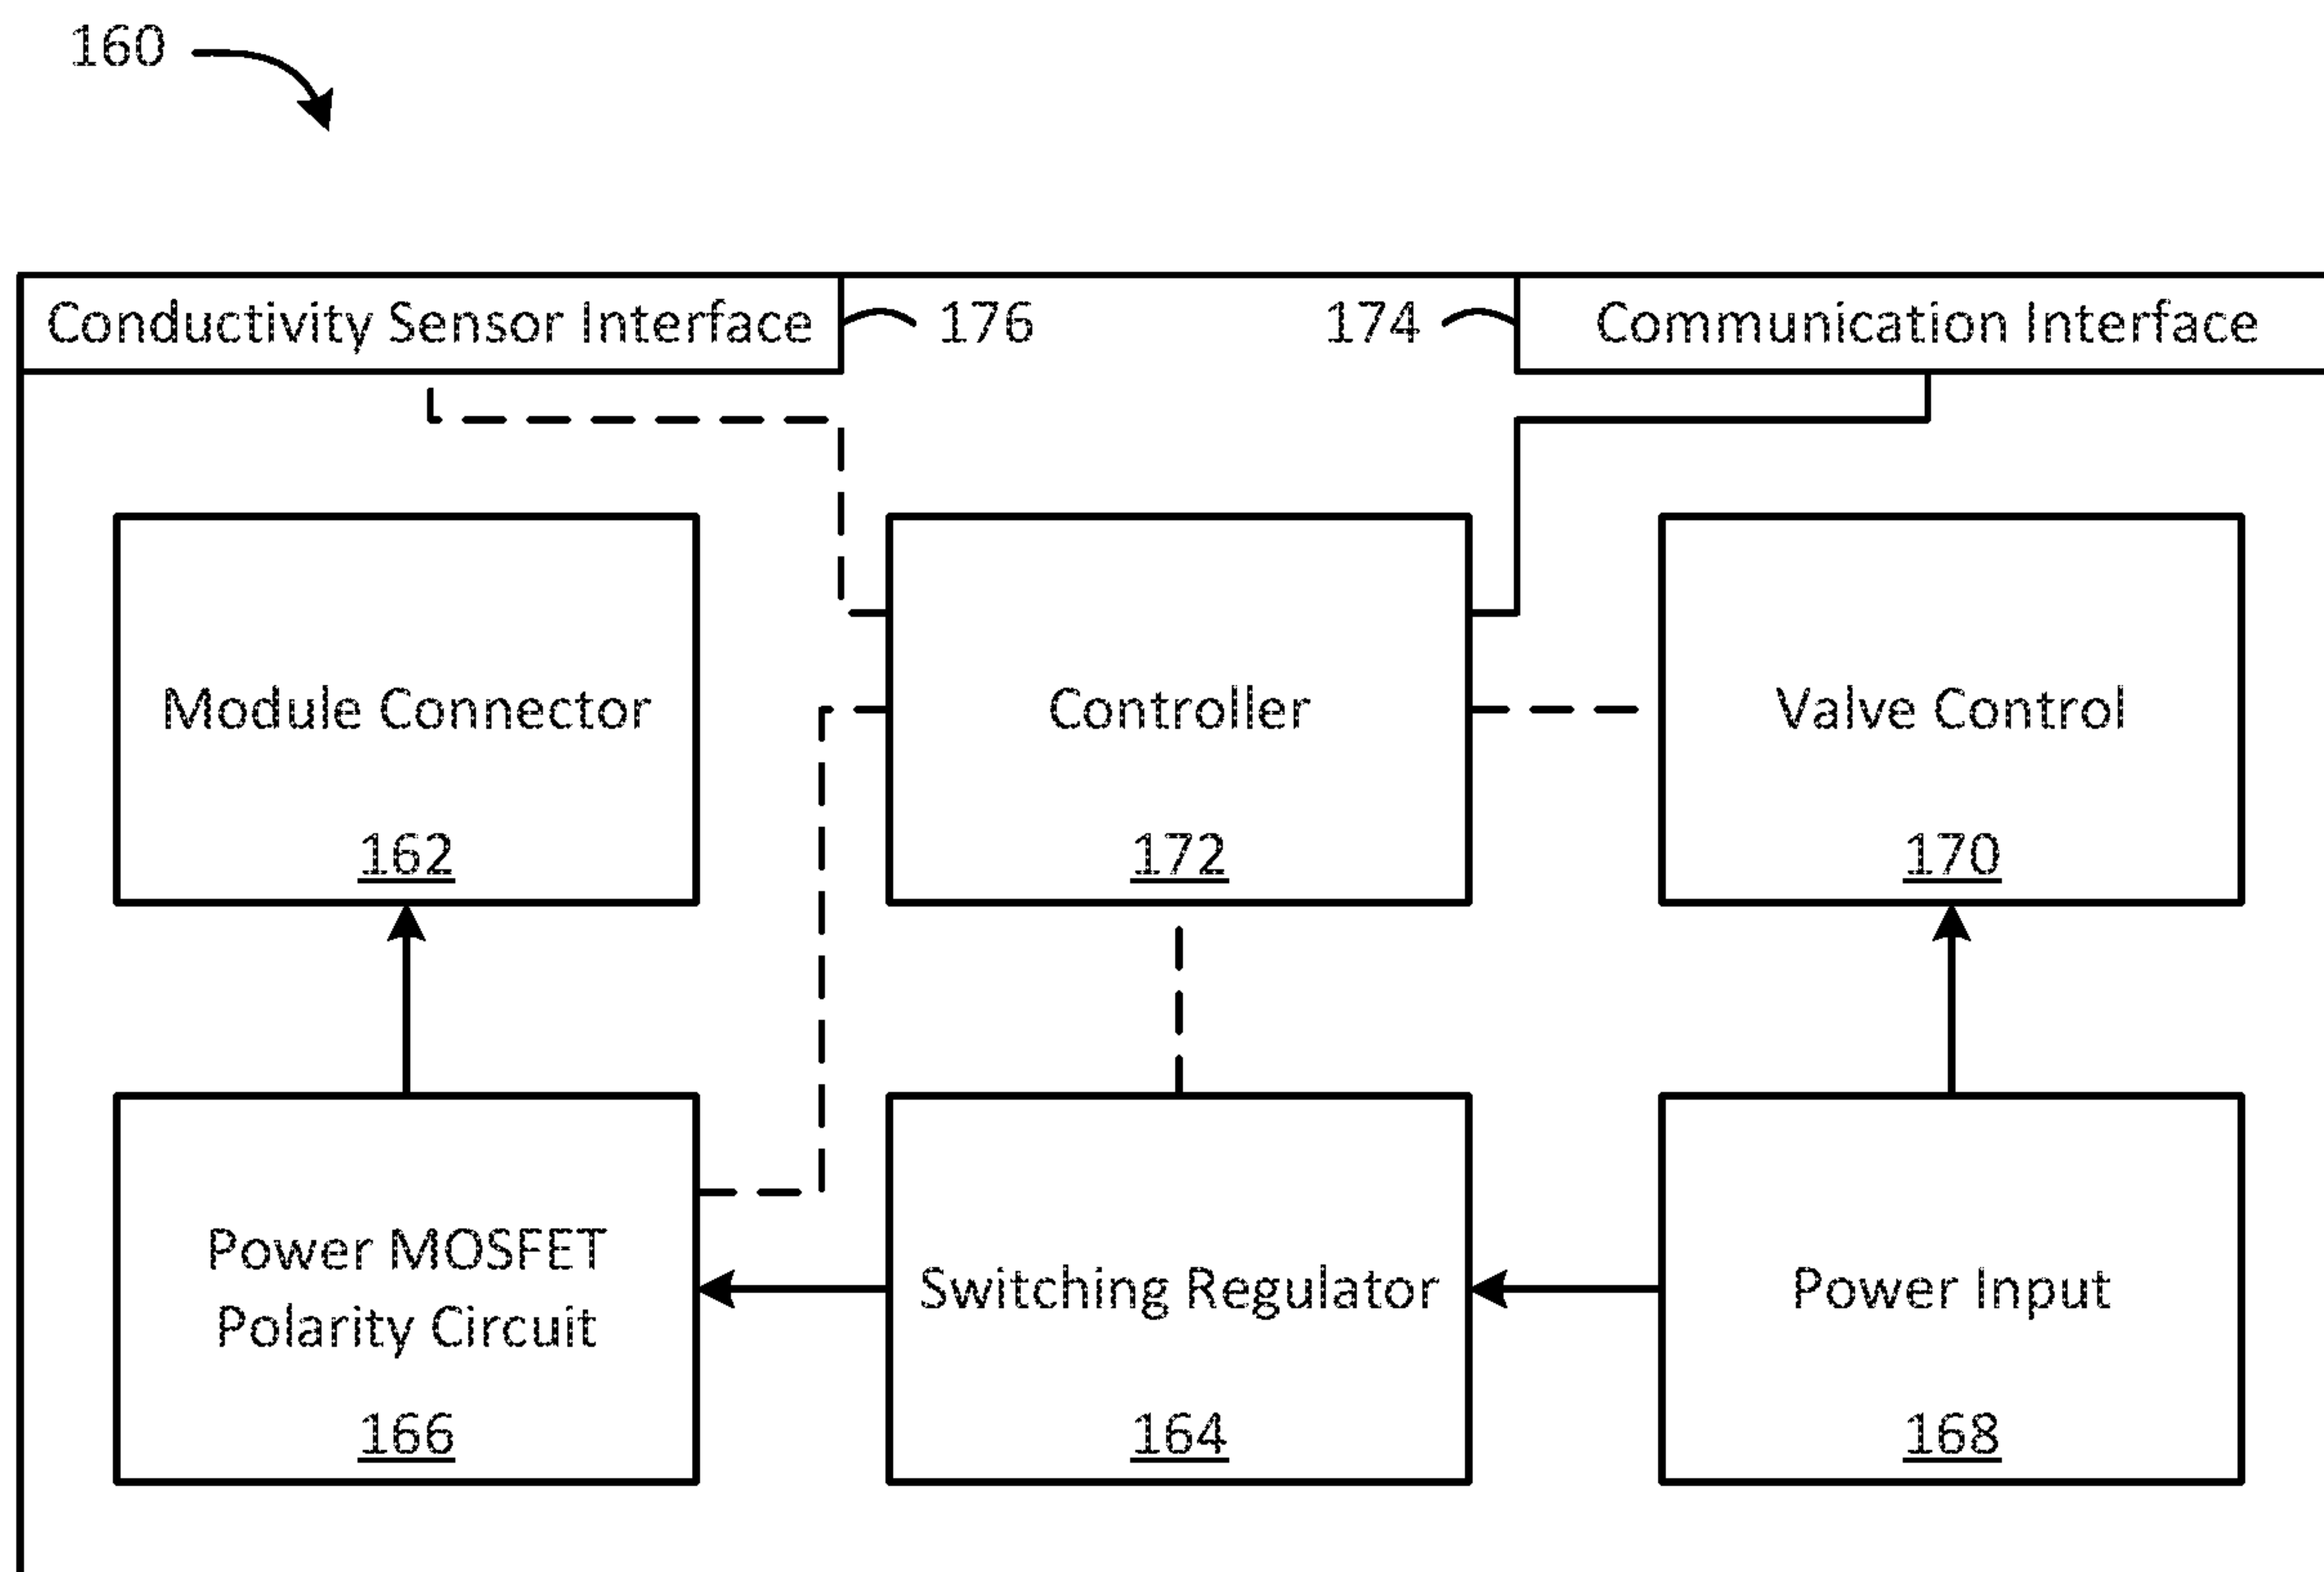 160
Conductivity Sensor Interface
176
174
Communication Interface
Module Connector
162
Controller
172
Valve Control
170
Power MOSFET
Polarity Circuit
166
Switching Regulator
164
Power Input
168